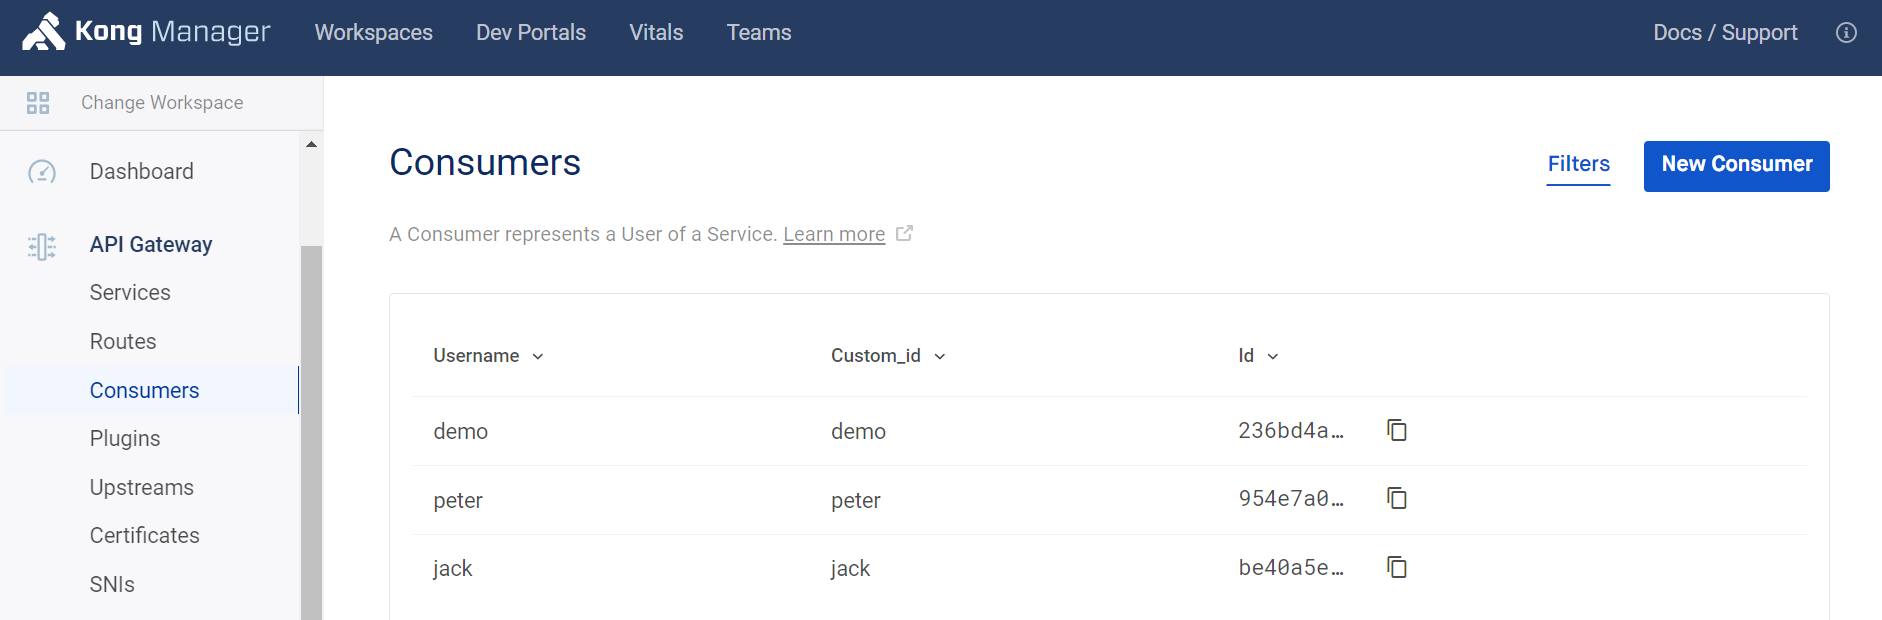 Kong Manager Workspaces Dev Portals Vitals Teams Docs / Support
Change Workspace
Dashboard
API Gateway
Services
Routes
Consumers
Plugins
Upstreams
Certificates
SNIs
Consumers
Filters
New Consumer
A Consumer represents a User of a Service. Learn more
Username Custom_id Id
demo demo 236bd4a…
peter peter 954e7a0…
jack jack be40a5e…